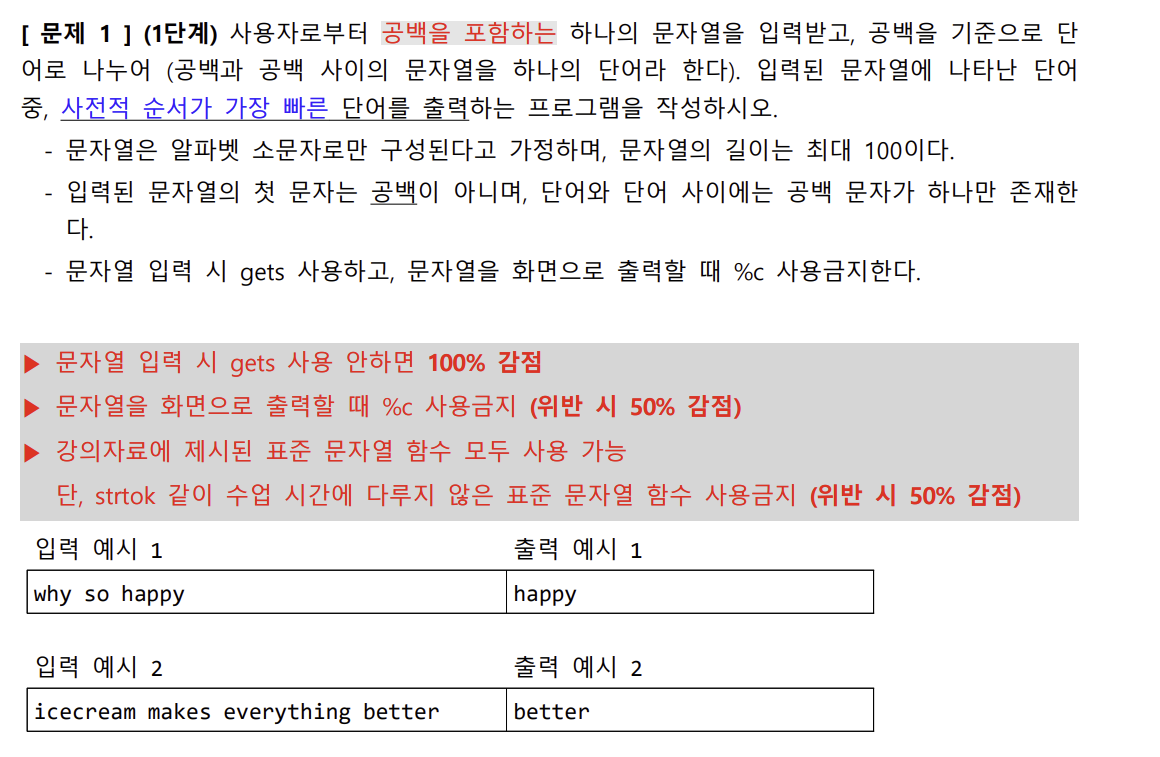 [ 문제 1 ] (1단계) 사용자로부터 공백을 포함하는 하나의 문자열을 입력받고, 공백을 기준으로 단
어로 나누어 (공백과 공백 사이의 문자열을 하나의 단어라 한다). 입력된 문자열에 나타난 단어
중, 사전적 순서가 가장 빠른 단어를 출력하는 프로그램을 작성하시오.
- 문자열은 알파벳 소문자로만 구성된다고 가정하며, 문자열의 길이는 최대 100이다.
- 입력된 문자열의 첫 문자는 공백이 아니며, 단어와 단어 사이에는 공백 문자가 하나만 존재한
다.
- 문자열 입력 시 gets 사용하고, 문자열을 화면으로 출력할 때 %c 사용금지한다.
▶ 문자열 입력 시 gets 사용 안하면 100% 감점
▶ 문자열을 화면으로 출력할 때 %c 사용금지 (위반 시 50% 감점)
▶ 강의자료에 제시된 표준 문자열 함수 모두 사용 가능
단, strtok 같이 수업 시간에 다루지 않은 표준 문자열 함수 사용금지 (위반 시 50% 감점)
입력 예시 1 출력 예시 1
why so happy happy
입력 예시 2 출력 예시 2
icecream makes everything better better